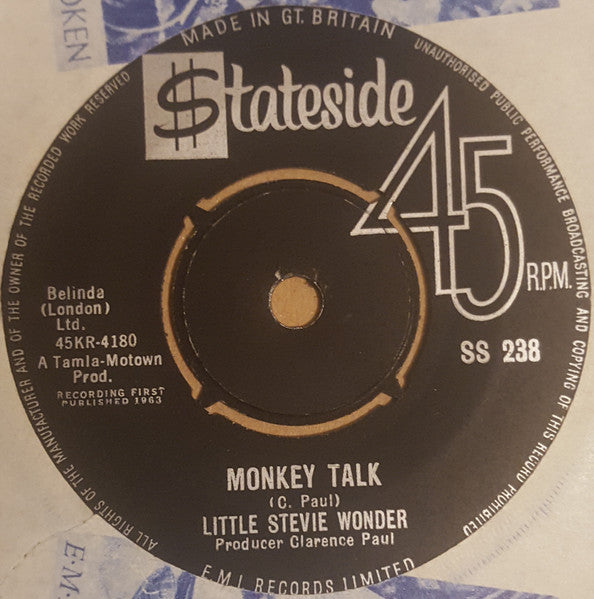 OKEN
MADE IN GT. BRITAIN
UNAUTHORISED PUBLIC PERFORMANCE BROADCASTING AND COPYING OF THIS RECORD PROHIBITED
ALL RIGHTS OF THE MANUFACTURER AND OF THE OWNER OF THE RECORDED WORK RESERVED
$tateside
45
R.P.M.
Belinda
(London)
Ltd.
45KR-4180
A Tamla-Motown
Prod.
RECORDING FIRST
PUBLISHED 1963
SS 238
MONKEY TALK
(C. Paul)
LITTLE STEVIE WONDER
Producer Clarence Paul
E.M.I. RECORDS LIMITED
E.M.